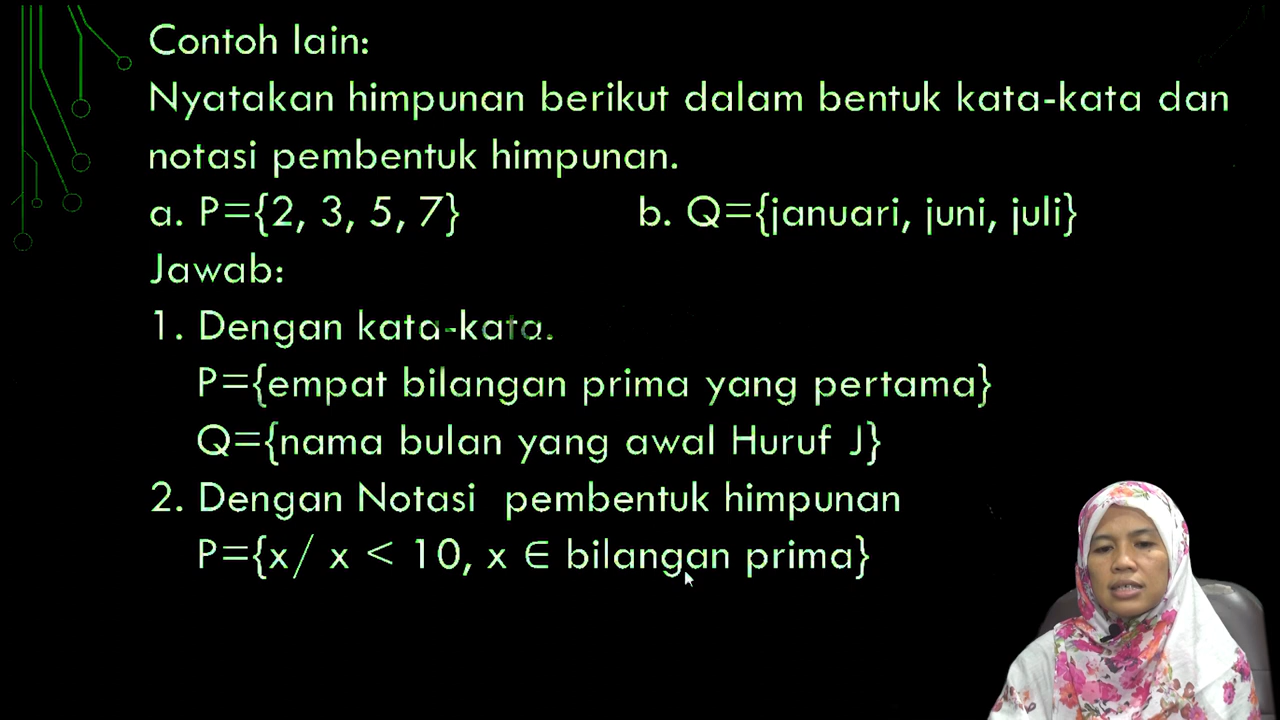 Contoh lain:
Nyatakan himpunan berikut dalam bentuk kata-kata dan
notasi pembentuk himpunan.
a. P={2, 3, 5, 7} b. Q={januari, juni, juli}
Jawab:
1. Dengan kata-kata.
P={empat bilangan prima yang pertama}
Q={nama bulan yang awal Huruf J}
2. Dengan Notasi pembentuk himpunan
P={x/ x < 10, x ∈ bilangan prima}